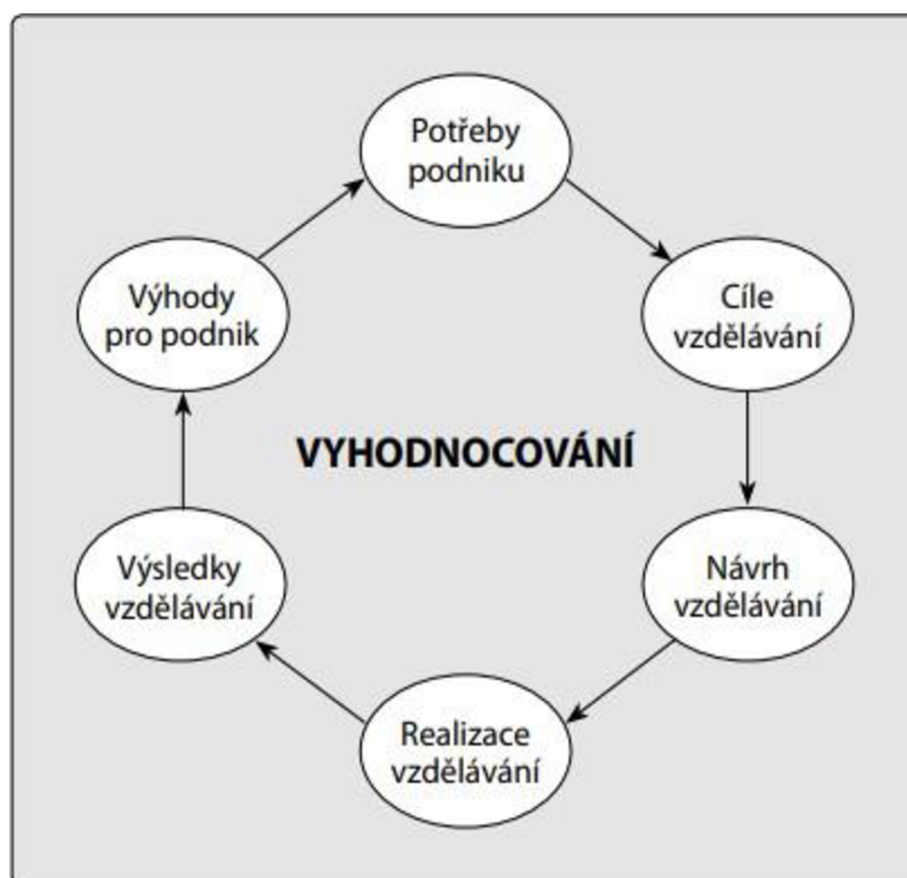 Potřeby
podniku
Cíle
vzdělávání
Návrh
vzdělávání
Realizace
vzdělávání
Výsledky
vzdělávání
Výhody
pro podnik
VYHODNOCOVÁNÍ